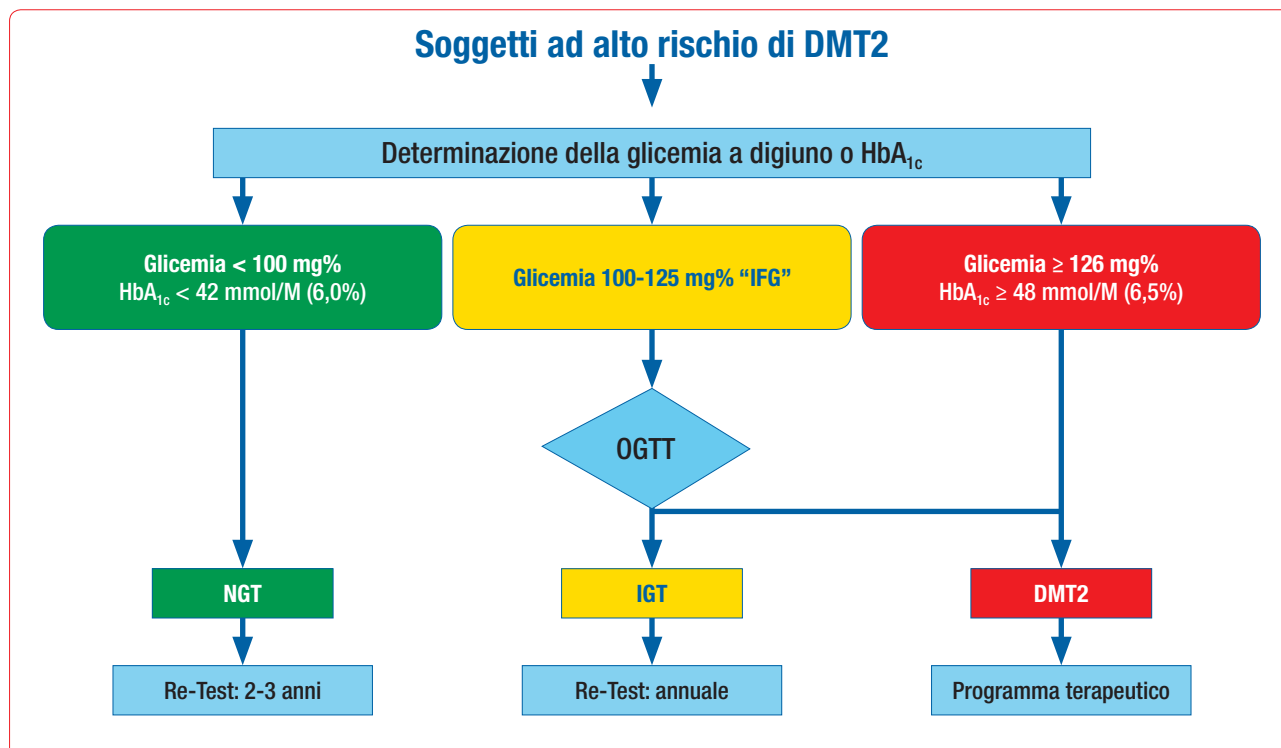 Soggetti ad alto rischio di DMT2
Determinazione della glicemia a digiuno o HbA1c
Glicemia < 100 mg%
HbA1c < 42 mmol/M (6,0%)
Glicemia 100-125 mg% “IFG”
Glicemia ≥ 126 mg%
HbA1c ≥ 48 mmol/M (6,5%)
OGTT
NGT
IGT
DMT2
Re-Test: 2-3 anni
Re-Test: annuale
Programma terapeutico